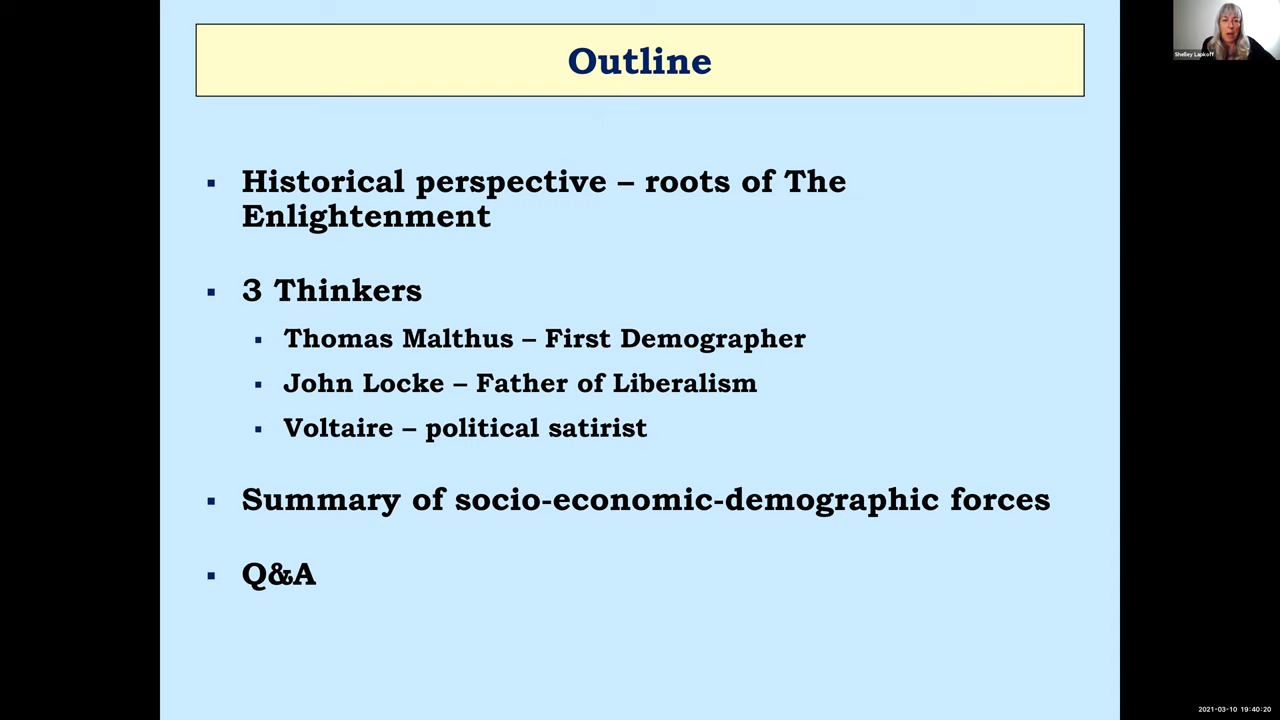 Outline
Shelley Lapkoff
▪ Historical perspective – roots of The
Enlightenment
▪ 3 Thinkers
▪ Thomas Malthus – First Demographer
▪ John Locke – Father of Liberalism
▪ Voltaire – political satirist
▪ Summary of socio-economic-demographic forces
▪ Q&A
2021-03-10 19:40:20